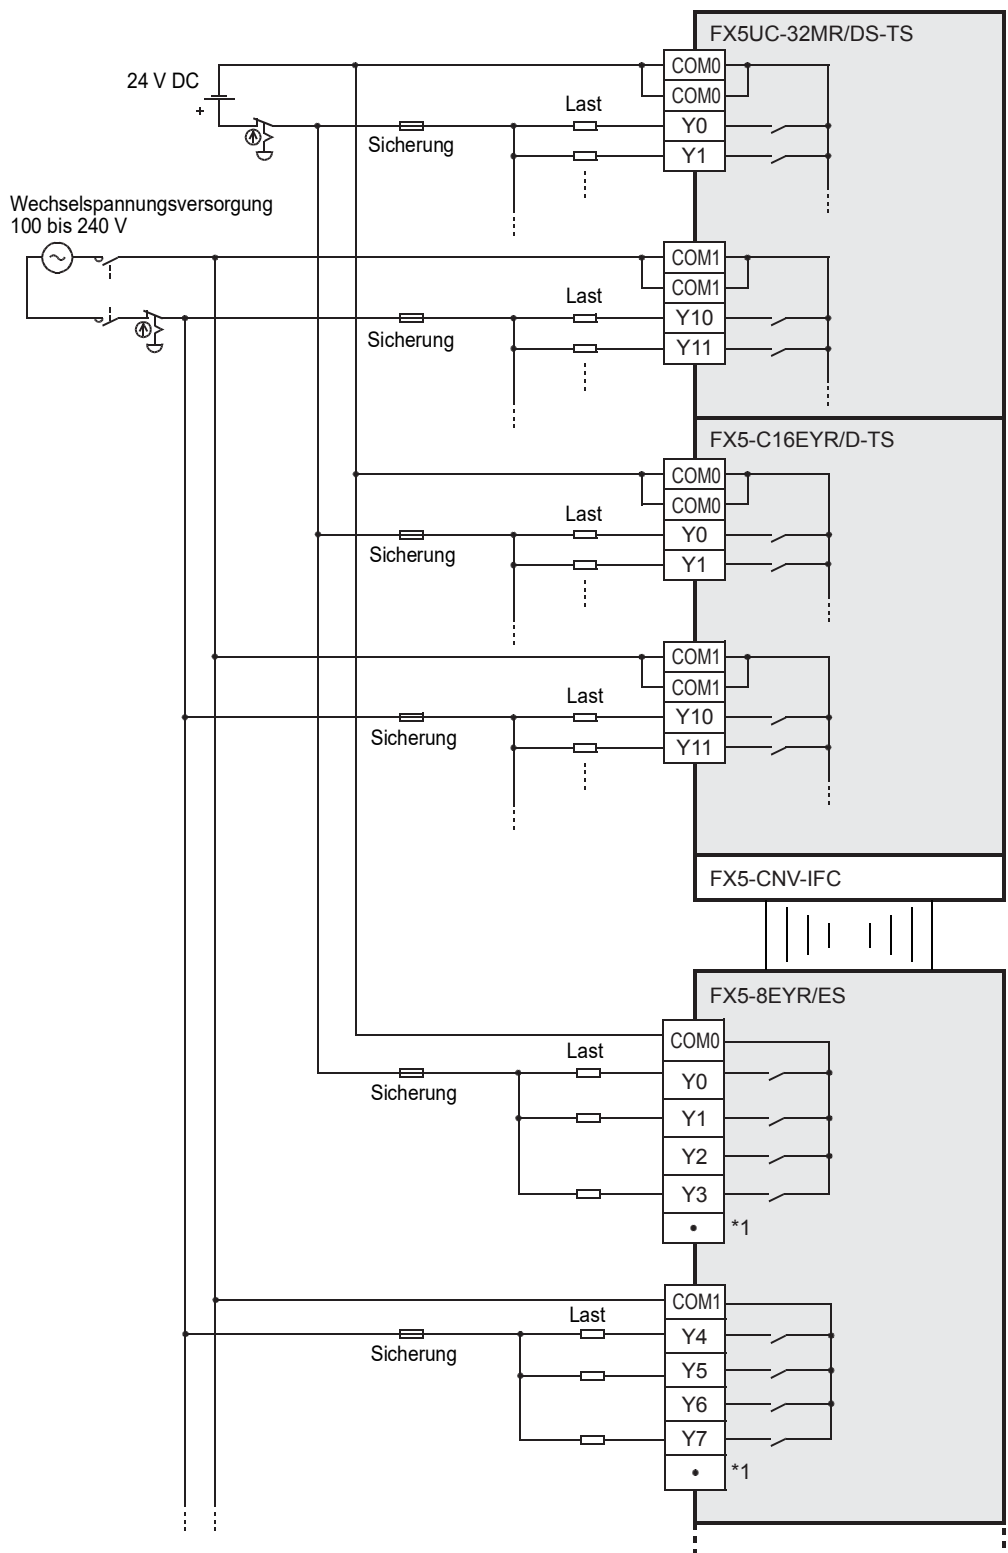 FX5UC-32MR/DS-TS
24 V DC
+
COM0
COM0
Last
Y0
Sicherung
Y1
Wechselspannungsversorgung
100 bis 240 V
COM1
COM1
Last
Y10
Sicherung
Y11
FX5-C16EYR/D-TS
COM0
COM0
Last
Y0
Sicherung
Y1
COM1
COM1
Last
Y10
Sicherung
Y11
FX5-CNV-IFC
FX5-8EYR/ES
COM0
Last
Y0
Sicherung
Y1
Y2
Y3
• *1
COM1
Last
Y4
Sicherung
Y5
Y6
Y7
• *1